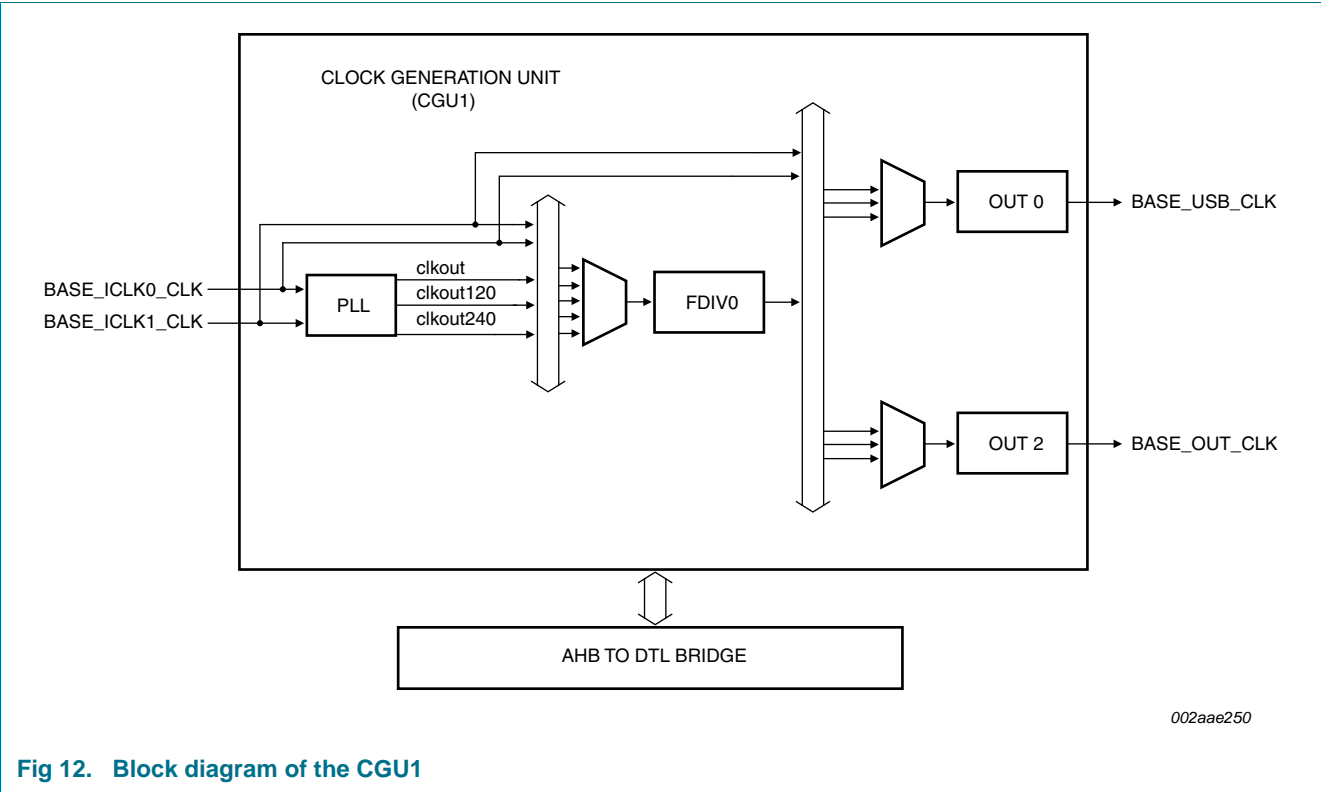 CLOCK GENERATION UNIT
(CGU1)
OUT 0
BASE_USB_CLK
clkout
BASE_ICLK0_CLK
PLL
clkout120
FDIV0
BASE_ICLK1_CLK
clkout240
OUT 2
BASE_OUT_CLK
AHB TO DTL BRIDGE
002aae250
Fig 12. Block diagram of the CGU1